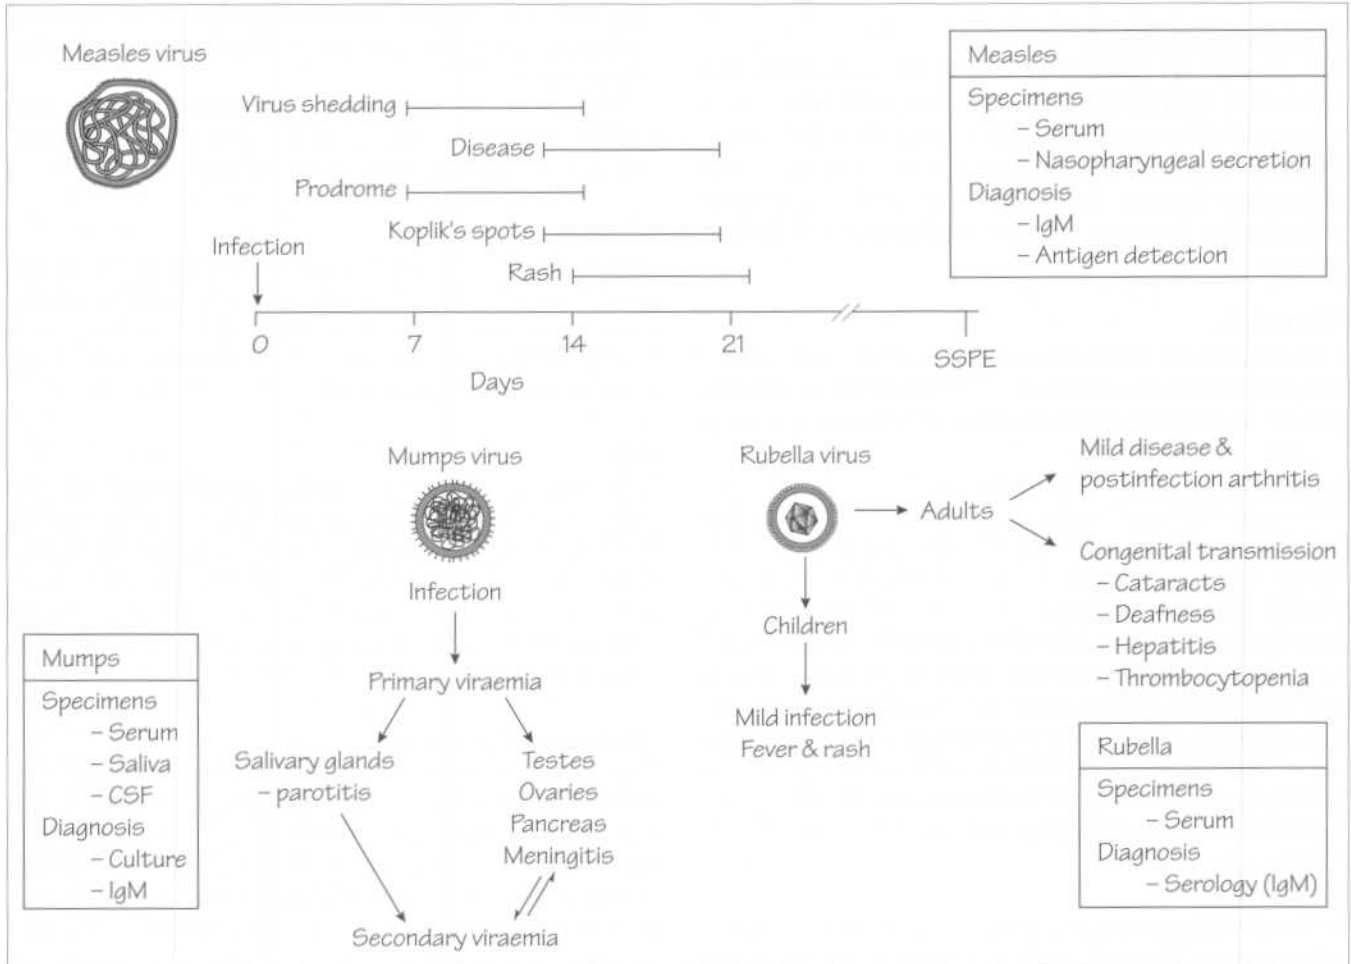 Measles virus
Virus shedding
Disease
Prodrome
Koplik's spots
Rash
Infection
0 7 14 21
SSPE
Days
Measles
Specimens
– Serum
– Nasopharyngeal secretion
Diagnosis
– IgM
– Antigen detection
Mumps virus
Infection
Primary viraemia
Salivary glands
– parotitis
Testes
Ovaries
Pancreas
Meningitis
Secondary viraemia
Mumps
Specimens
– Serum
– Saliva
– CSF
Diagnosis
– Culture
– IgM
Rubella virus
Adults
Mild disease &
postinfection arthritis
Congenital transmission
– Cataracts
– Deafness
– Hepatitis
– Thrombocytopenia
Children
Mild infection
Fever & rash
Rubella
Specimens
– Serum
Diagnosis
– Serology (IgM)